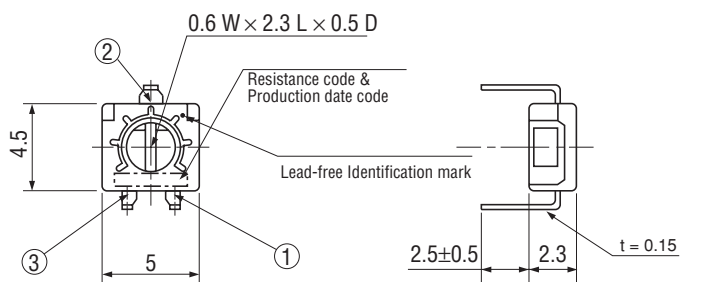 0.6 W × 2.3 L × 0.5 D
②
Resistance code &
Production date code
4.5
Lead-free Identification mark
③
①
5
2.5±0.5
2.3
t = 0.15